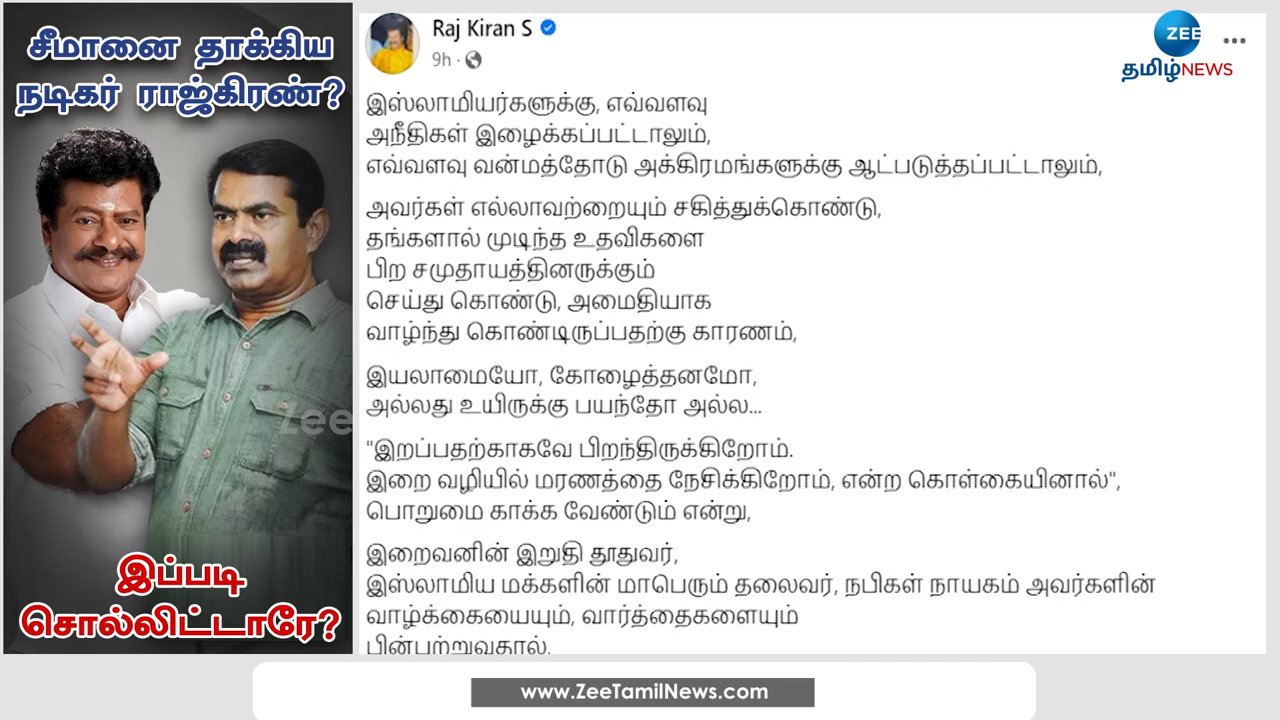 சீமானை தாக்கிய
நடிகர் ராஜ்கிரண்?
இப்படி
சொல்லிட்டாரே?
Raj Kiran S
9h ·
ZEE
தமிழ்NEWS
இஸ்லாமியர்களுக்கு, எவ்வளவு
அநீதிகள் இழைக்கப்பட்டாலும்,
எவ்வளவு வன்மத்தோடு அக்கிரமங்களுக்கு ஆட்படுத்தப்பட்டாலும்,
அவர்கள் எல்லாவற்றையும் சகித்துக்கொண்டு,
தங்களால் முடிந்த உதவிகளை
பிற சமுதாயத்தினருக்கும்
செய்து கொண்டு, அமைதியாக
வாழ்ந்து கொண்டிருப்பதற்கு காரணம்,
இயலாமையோ, கோழைத்தனமோ,
அல்லது உயிருக்கு பயந்தோ அல்ல...
"இறப்பதற்காகவே பிறந்திருக்கிறோம்.
இறை வழியில் மரணத்தை நேசிக்கிறோம், என்ற கொள்கையினால்",
பொறுமை காக்க வேண்டும் என்று,
இறைவனின் இறுதி தூதுவர்,
இஸ்லாமிய மக்களின் மாபெரும் தலைவர், நபிகள் நாயகம் அவர்களின்
வாழ்க்கையையும், வார்த்தைகளையும்
பின்பற்றுவதால்,
Zee
www.ZeeTamilNews.com